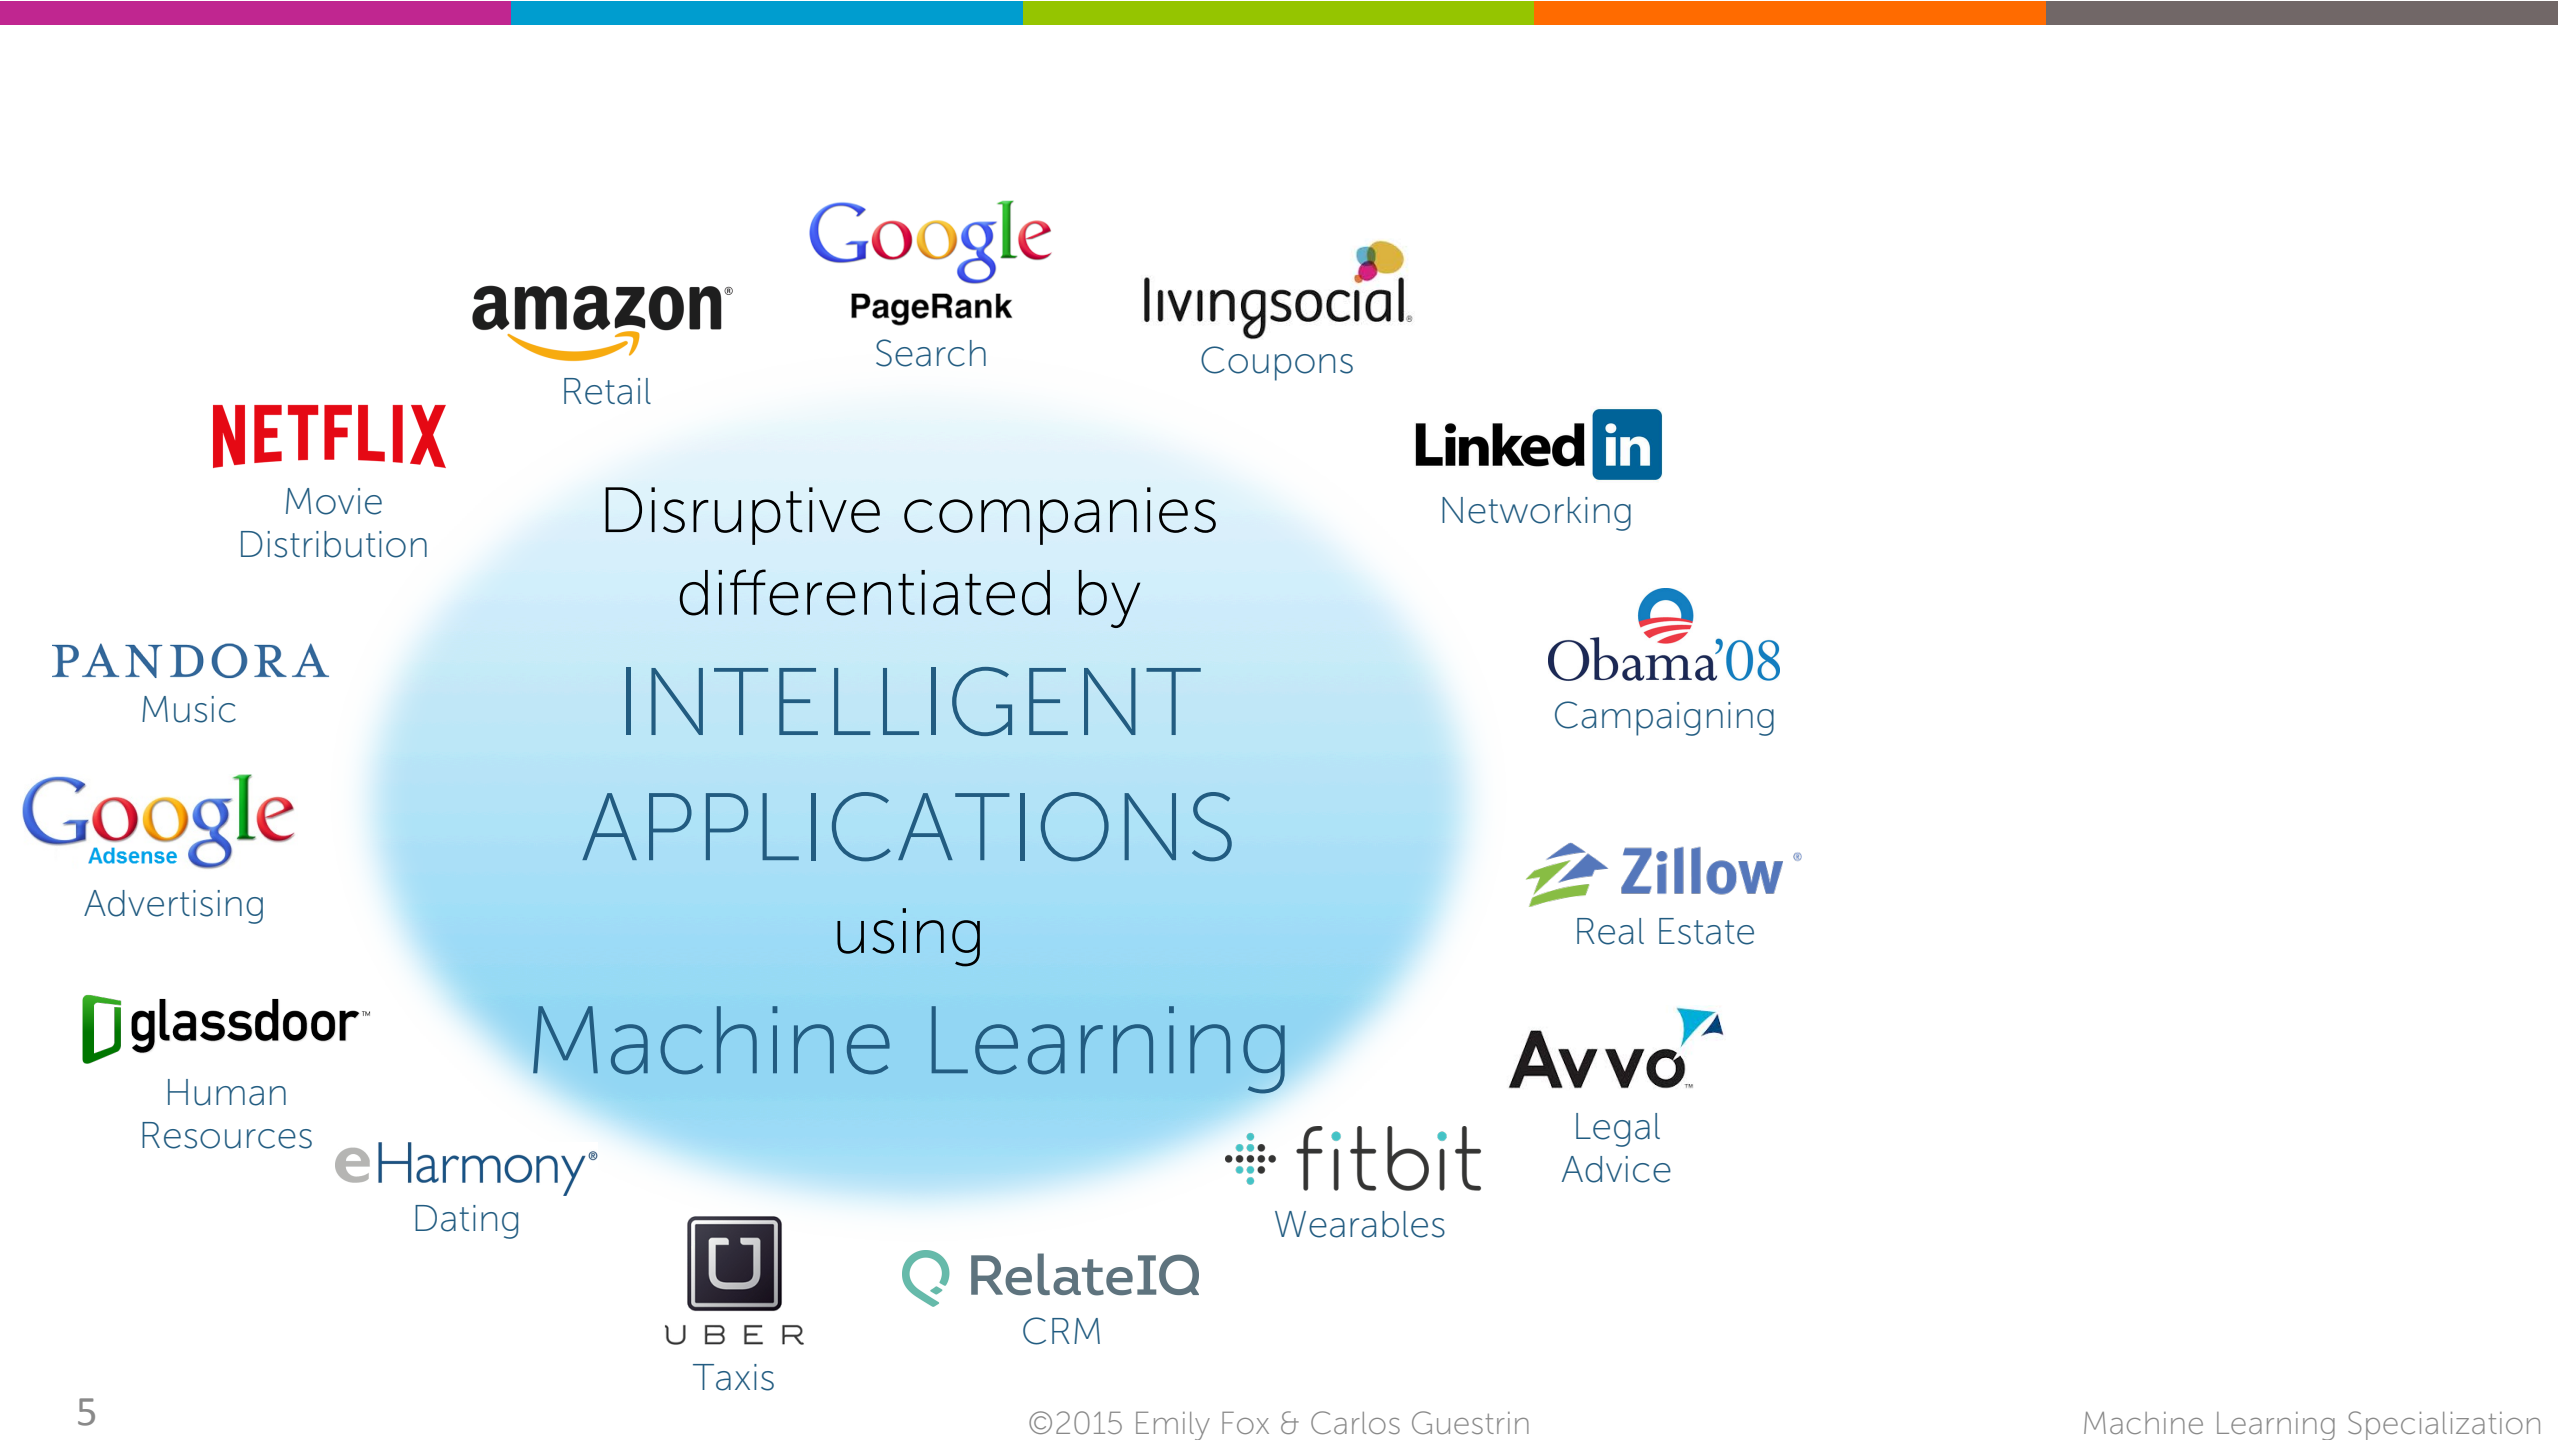 Google
PageRank
Search
amazon®
Retail
livingsocial®
Coupons
NETFLIX
Movie
Distribution
Linked in
Networking
Disruptive companies
differentiated by
INTELLIGENT
APPLICATIONS
using
Machine Learning
PANDORA
Music
Obama'08
Campaigning
Google
Adsense
Advertising
Zillow®
Real Estate
glassdoor™
Human
Resources
Avvo™
Legal
Advice
eHarmony®
Dating
fitbit
Wearables
UBER
Taxis
RelateIQ
CRM
5
©2015 Emily Fox & Carlos Guestrin
Machine Learning Specialization